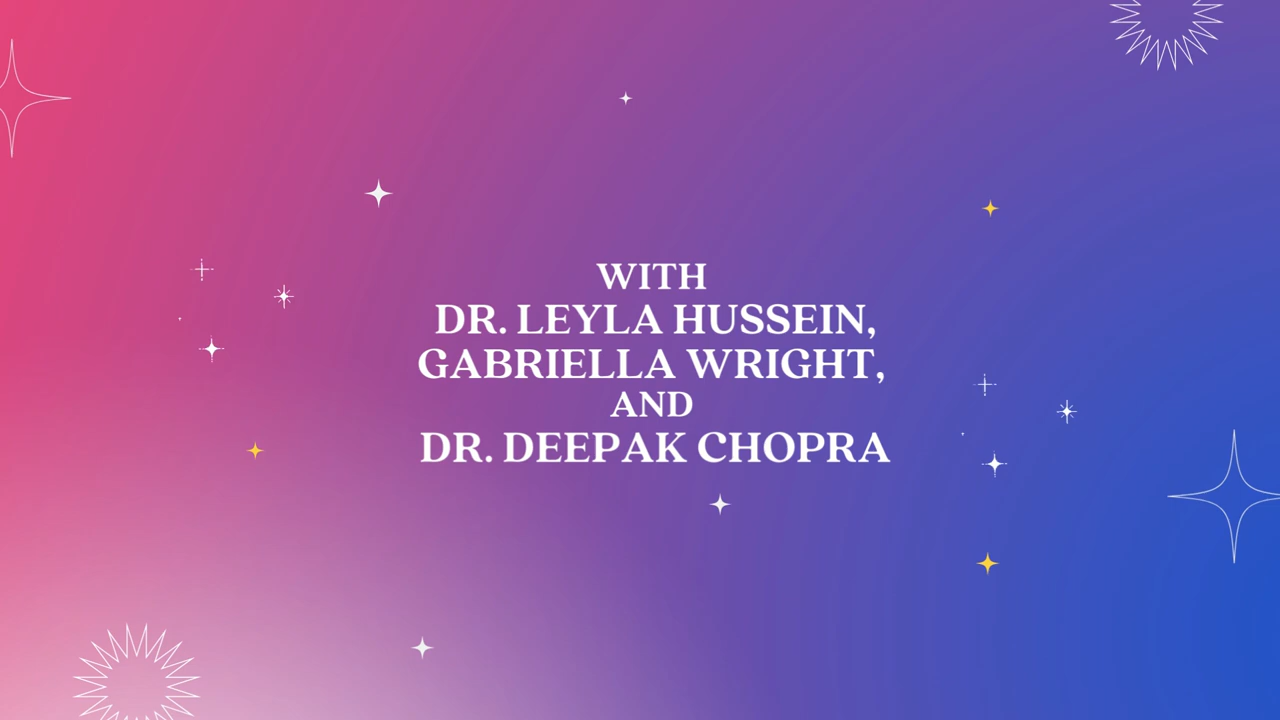 WITH
DR. LEYLA HUSSEIN,
GABRIELLA WRIGHT,
AND
DR. DEEPAK CHOPRA